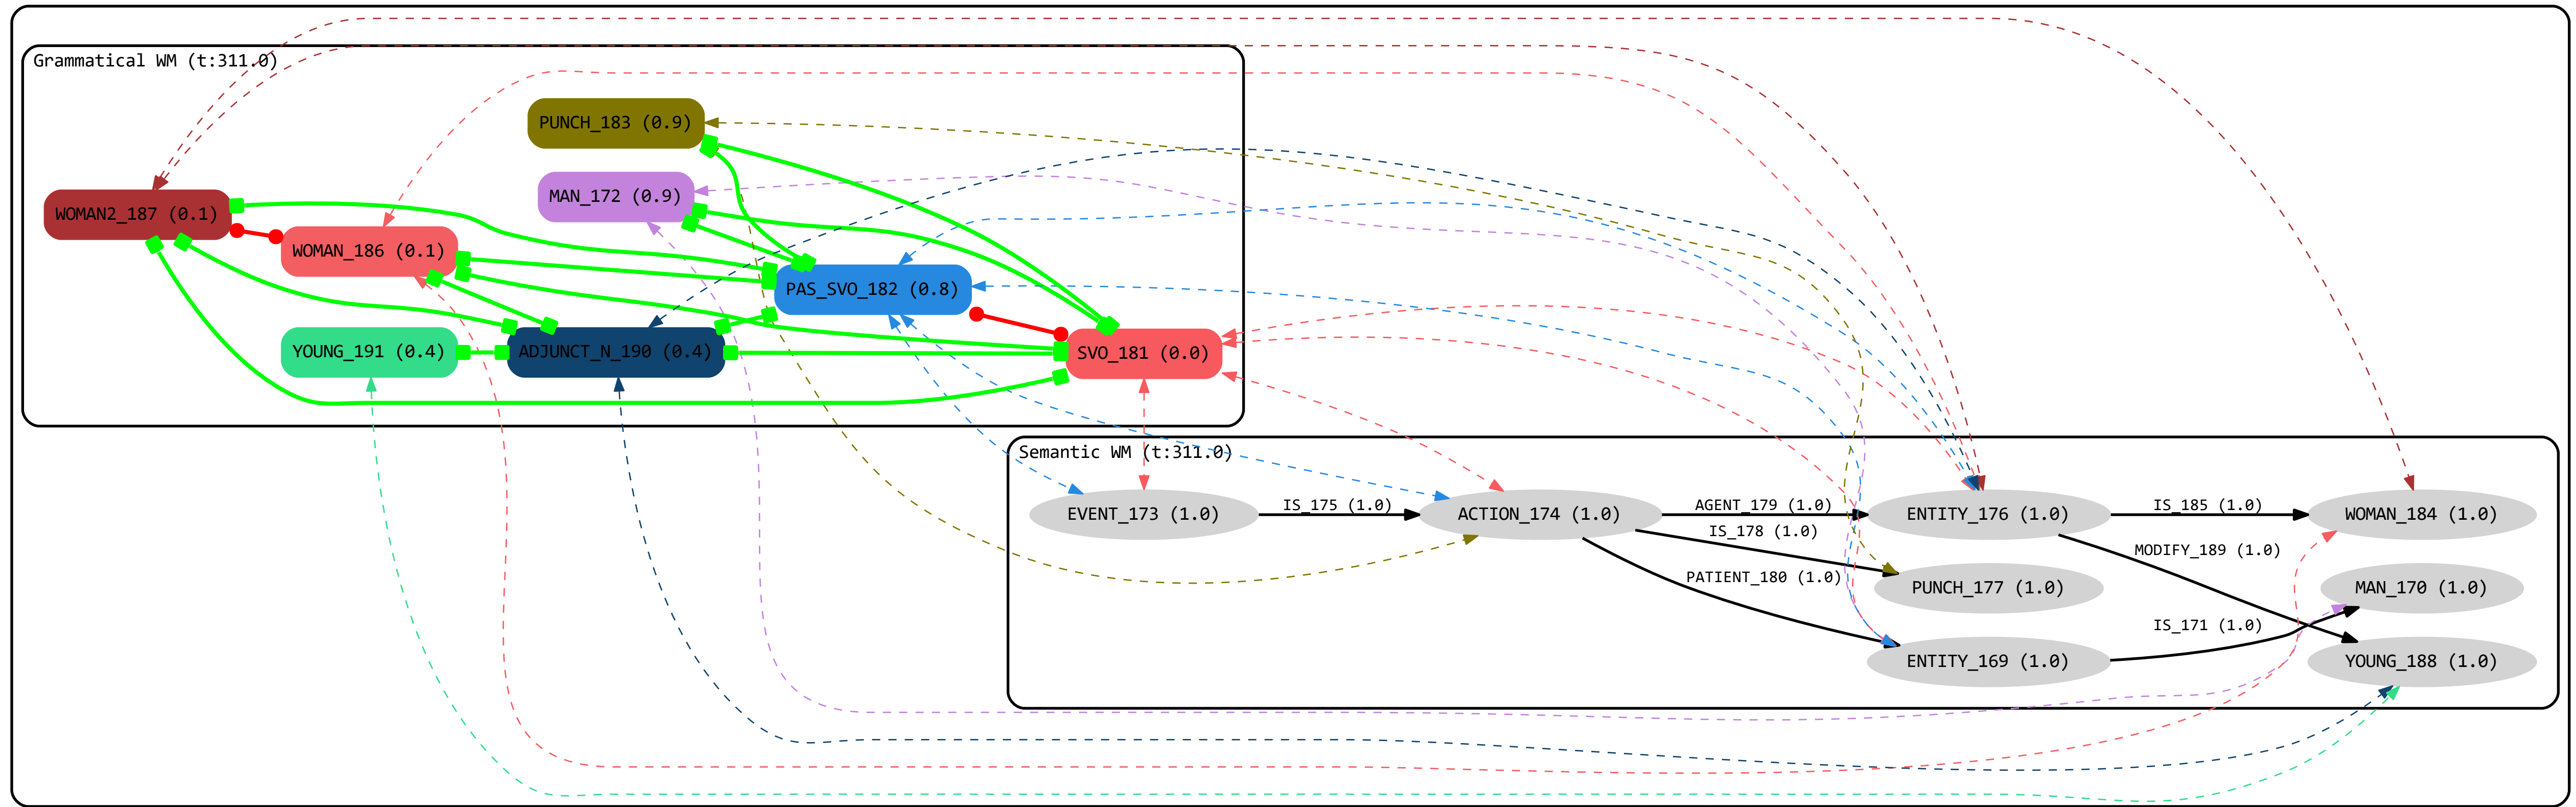 Grammatical WM (t:311.0)
PUNCH_183 (0.9)
MAN_172 (0.9)
WOMAN2_187 (0.1)
WOMAN_186 (0.1)
PAS_SVO_182 (0.8)
YOUNG_191 (0.4)
ADJUNCT_N_190 (0.4)
SVO_181 (0.0)
Semantic WM (t:311.0)
EVENT_173 (1.0)
IS_175 (1.0)
ACTION_174 (1.0)
AGENT_179 (1.0)
IS_178 (1.0)
PATIENT_180 (1.0)
ENTITY_176 (1.0)
IS_185 (1.0)
WOMAN_184 (1.0)
MODIFY_189 (1.0)
PUNCH_177 (1.0)
MAN_170 (1.0)
IS_171 (1.0)
ENTITY_169 (1.0)
YOUNG_188 (1.0)